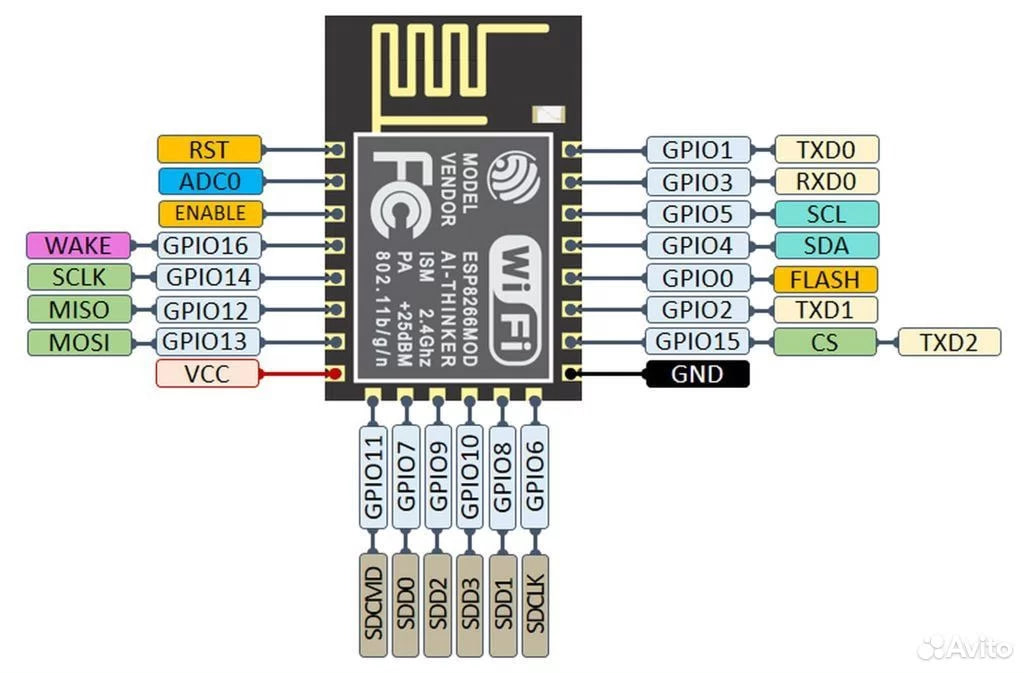 RST GPIO1 TXD0
ADC0 GPIO3 RXD0
ENABLE GPIO5 SCL
WAKE GPIO16 GPIO4 SDA
SCLK GPIO14 GPIO0 FLASH
MISO GPIO12 GPIO2 TXD1
MOSI GPIO13 GPIO15 CS TXD2
VCC GND
MODEL ESP8266MOD
VENDOR AI-THINKER
ISM 2.4Ghz
PA +25dBM
802.11b/g/n
FC
Wi Fi
GPIO11 GPIO7 GPIO9 GPIO10 GPIO8 GPIO6
SDCMD SDD0 SDD2 SDD3 SDD1 SDCLK
Avito